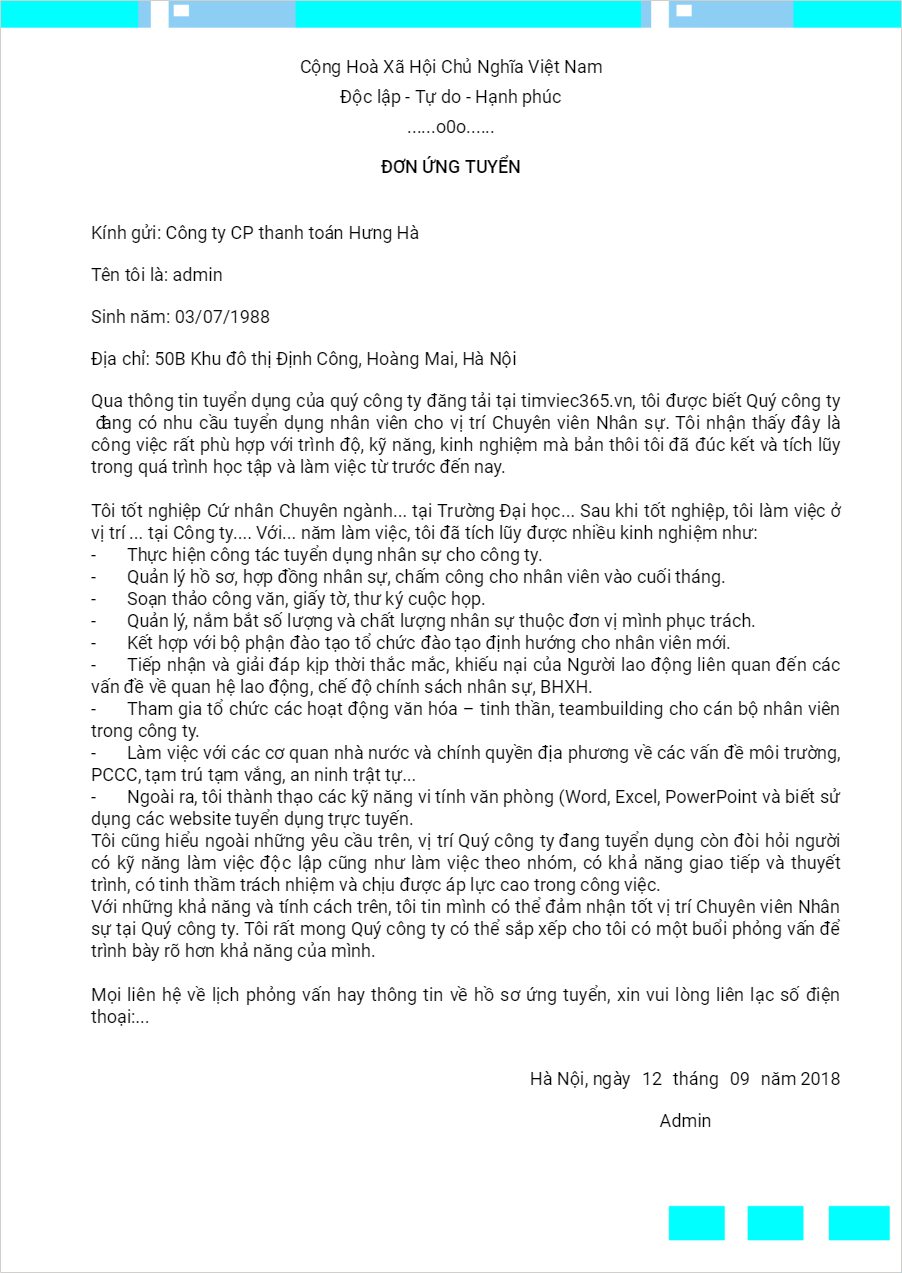 Cộng Hoà Xã Hội Chủ Nghĩa Việt Nam
Độc lập - Tự do - Hạnh phúc
......o0o......
ĐƠN ỨNG TUYỂN
Kính gửi: Công ty CP thanh toán Hưng Hà
Tên tôi là: admin
Sinh năm: 03/07/1988
Địa chỉ: 50B Khu đô thị Định Công, Hoàng Mai, Hà Nội
Qua thông tin tuyển dụng của quý công ty đăng tải tại timviec365.vn, tôi được biết Quý công ty
đang có nhu cầu tuyển dụng nhân viên cho vị trí Chuyên viên Nhân sự. Tôi nhận thấy đây là
công việc rất phù hợp với trình độ, kỹ năng, kinh nghiệm mà bản thôi tôi đã đúc kết và tích lũy
trong quá trình học tập và làm việc từ trước đến nay.
Tôi tốt nghiệp Cứ nhân Chuyên ngành... tại Trường Đại học... Sau khi tốt nghiệp, tôi làm việc ở
vị trí ... tại Công ty.... Với... năm làm việc, tôi đã tích lũy được nhiều kinh nghiệm như:
- Thực hiện công tác tuyển dụng nhân sự cho công ty.
- Quản lý hồ sơ, hợp đồng nhân sự, chấm công cho nhân viên vào cuối tháng.
- Soạn thảo công văn, giấy tờ, thư ký cuộc họp.
- Quản lý, nắm bắt số lượng và chất lượng nhân sự thuộc đơn vị mình phục trách.
- Kết hợp với bộ phận đào tạo tổ chức đào tạo định hướng cho nhân viên mới.
- Tiếp nhận và giải đáp kịp thời thắc mắc, khiếu nại của Người lao động liên quan đến các
vấn đề về quan hệ lao động, chế độ chính sách nhân sự, BHXH.
- Tham gia tổ chức các hoạt động văn hóa – tinh thần, teambuilding cho cán bộ nhân viên
trong công ty.
- Làm việc với các cơ quan nhà nước và chính quyền địa phương về các vấn đề môi trường,
PCCC, tạm trú tạm vắng, an ninh trật tự...
- Ngoài ra, tôi thành thạo các kỹ năng vi tính văn phòng (Word, Excel, PowerPoint và biết sử
dụng các website tuyển dụng trực tuyến.
Tôi cũng hiểu ngoài những yêu cầu trên, vị trí Quý công ty đang tuyển dụng còn đòi hỏi người
có kỹ năng làm việc độc lập cũng như làm việc theo nhóm, có khả năng giao tiếp và thuyết
trình, có tinh thầm trách nhiệm và chịu được áp lực cao trong công việc.
Với những khả năng và tính cách trên, tôi tin mình có thể đảm nhận tốt vị trí Chuyên viên Nhân
sự tại Quý công ty. Tôi rất mong Quý công ty có thể sắp xếp cho tôi có một buổi phỏng vấn để
trình bày rõ hơn khả năng của mình.
Mọi liên hệ về lịch phỏng vấn hay thông tin về hồ sơ ứng tuyển, xin vui lòng liên lạc số điện
thoại:...
Hà Nội, ngày 12 tháng 09 năm 2018
Admin